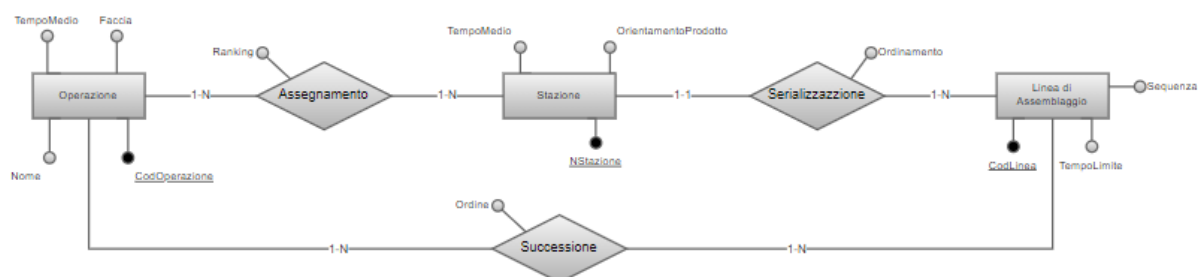 TempoMedio
Faccia
Ranking
TempoMedio
OrientamentoProdotto
Ordinamento
Operazione
1-N
Assegnamento
1-N
Stazione
1-1
Serializzazzione
1-N
Linea di
Assemblaggio
Sequenza
Nome
CodOperazione
NStazione
CodLinea
TempoLimite
Ordine
1-N
Successione
1-N